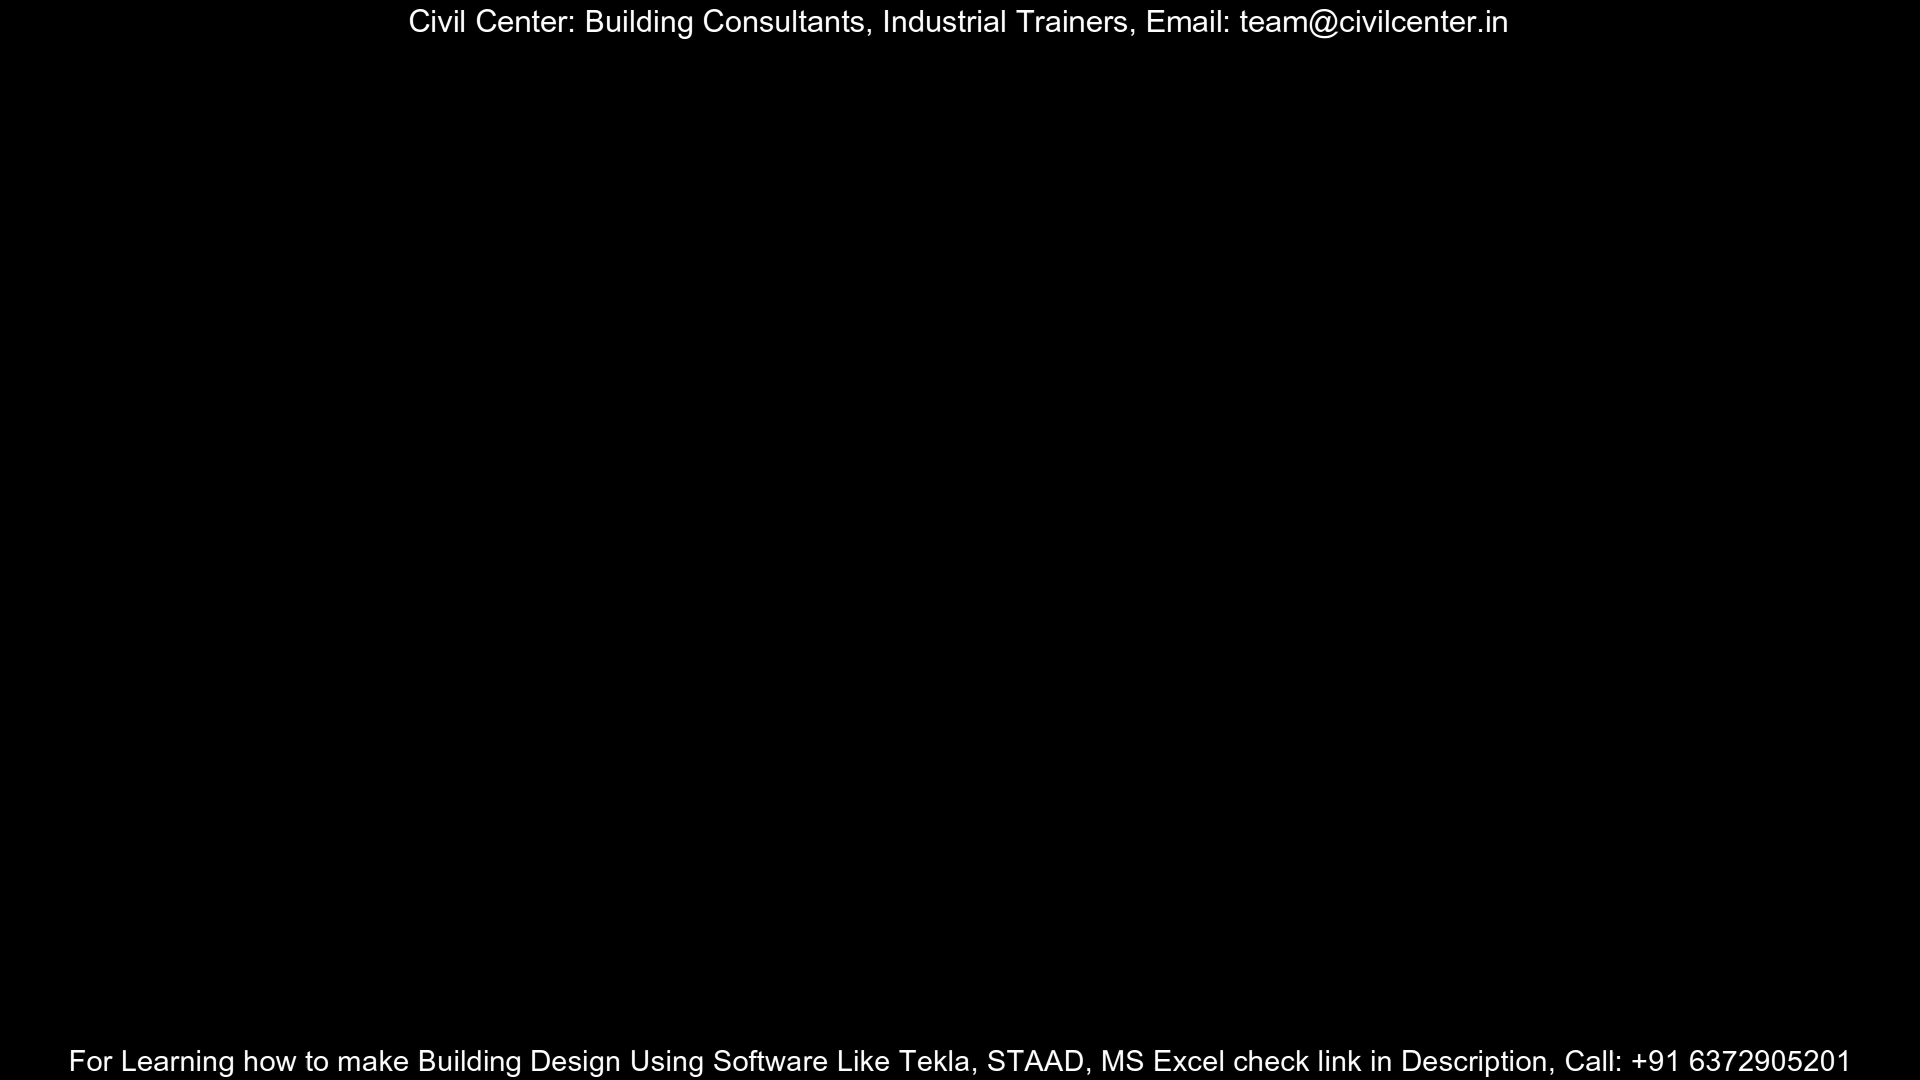 Civil Center: Building Consultants, Industrial Trainers, Email: team@civilcenter.in
For Learning how to make Building Design Using Software Like Tekla, STAAD, MS Excel check link in Description, Call: +91 6372905201